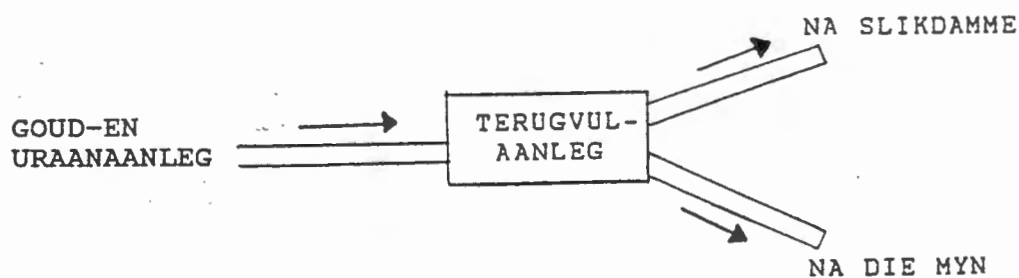 NA SLIKDAMME
GOUD-EN
URAANAANLEG
TERUGVUL-
AANLEG
NA DIE MYN